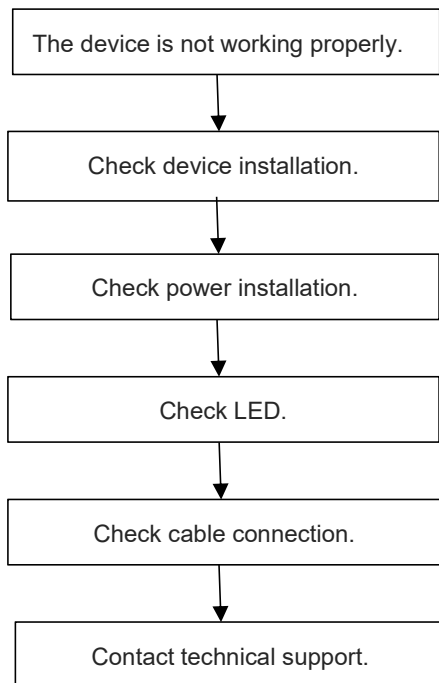 The device is not working properly.
Check device installation.
Check power installation.
Check LED.
Check cable connection.
Contact technical support.